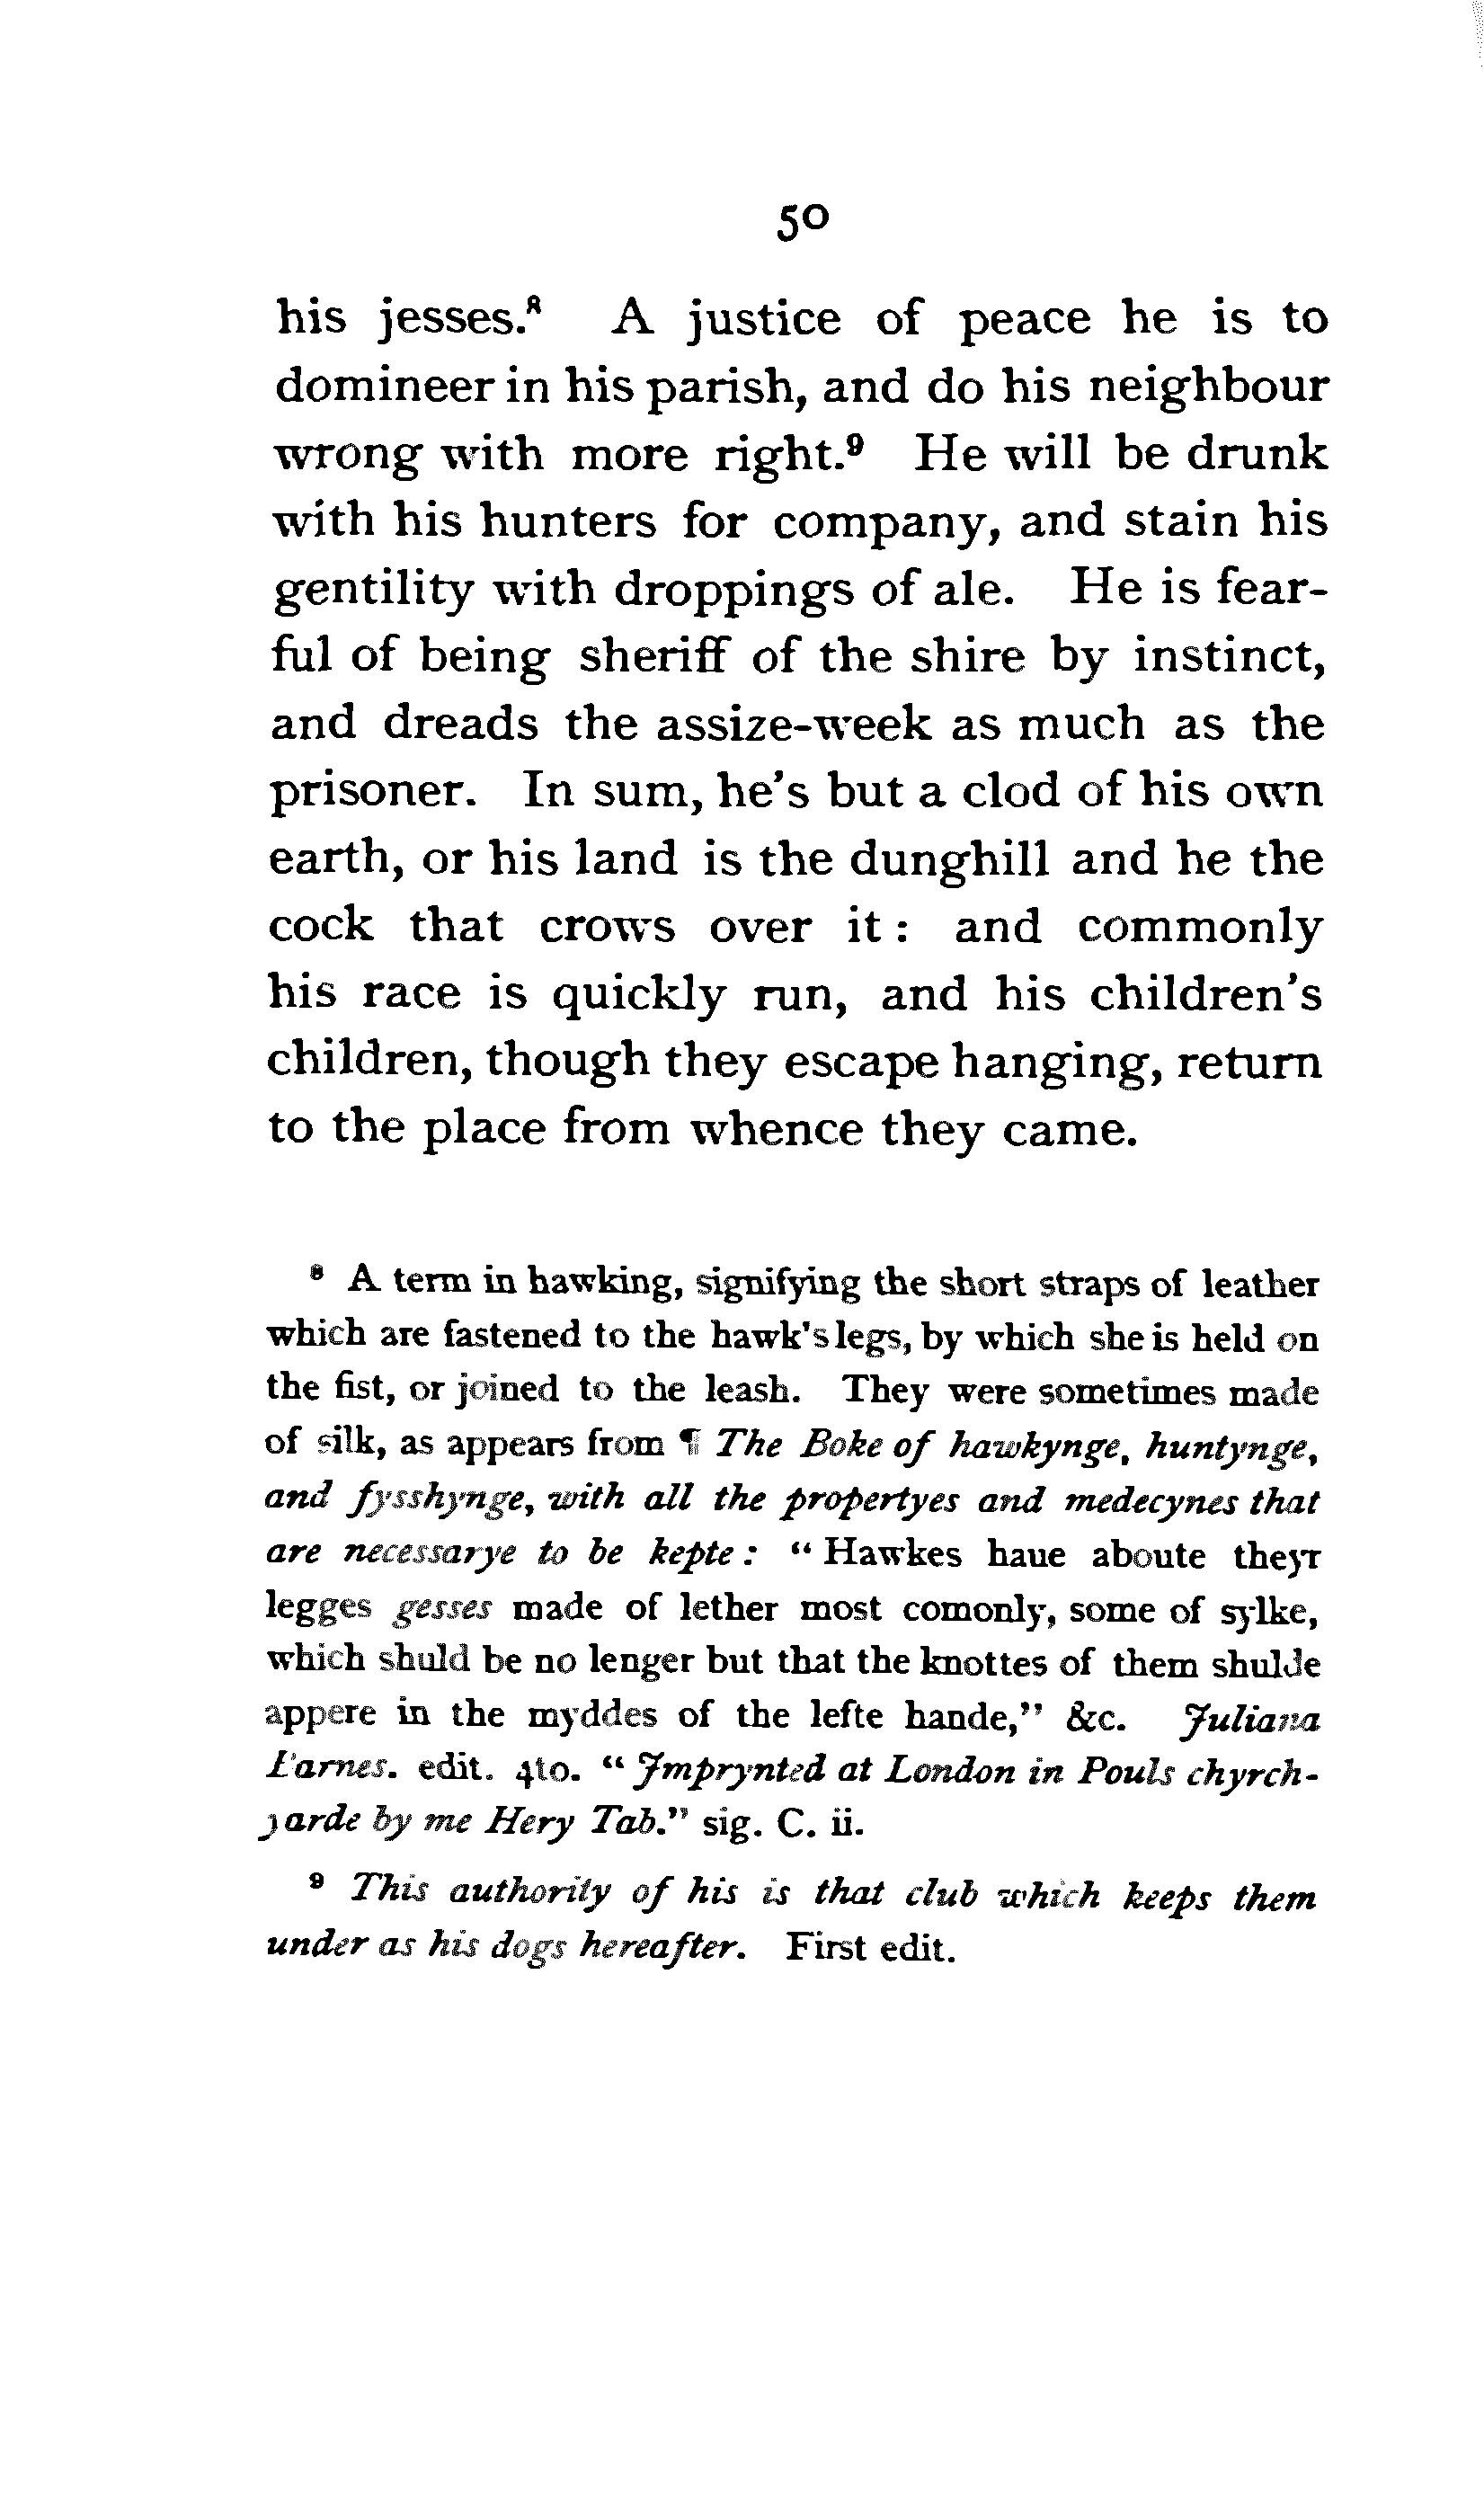 50
his jesses.⁸ A justice of peace he is to
domineer in his parish, and do his neighbour
wrong with more right.⁹ He will be drunk
with his hunters for company, and stain his
gentility with droppings of ale. He is fear-
ful of being sheriff of the shire by instinct,
and dreads the assize-week as much as the
prisoner. In sum, he's but a clod of his own
earth, or his land is the dunghill and he the
cock that crows over it : and commonly
his race is quickly run, and his children's
children, though they escape hanging, return
to the place from whence they came.
⁸ A term in hawking, signifying the short straps of leather
which are fastened to the hawk's legs, by which she is held on
the fist, or joined to the leash. They were sometimes made
of silk, as appears from ¶ The Boke of hawkynge, huntynge,
and fysshynge, with all the propertyes and medecynes that
are necessarye to be kepte : “ Hawkes haue aboute theyr
legges gesses made of lether most comonly, some of sylke,
which shuld be no lenger but that the knottes of them shulde
appere in the myddes of the lefte hande,” &c. Juliana
Barnes. edit. 4to. “ Jmprynted at London in Pouls chyrch-
yarde by me Hery Tab.” sig. C. ii.
⁹ This authority of his is that club which keeps them
under as his dogs hereafter. First edit.